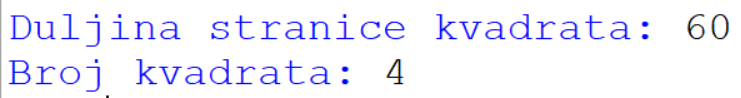 Duljina stranice kvadrata: 60
Broj kvadrata: 4